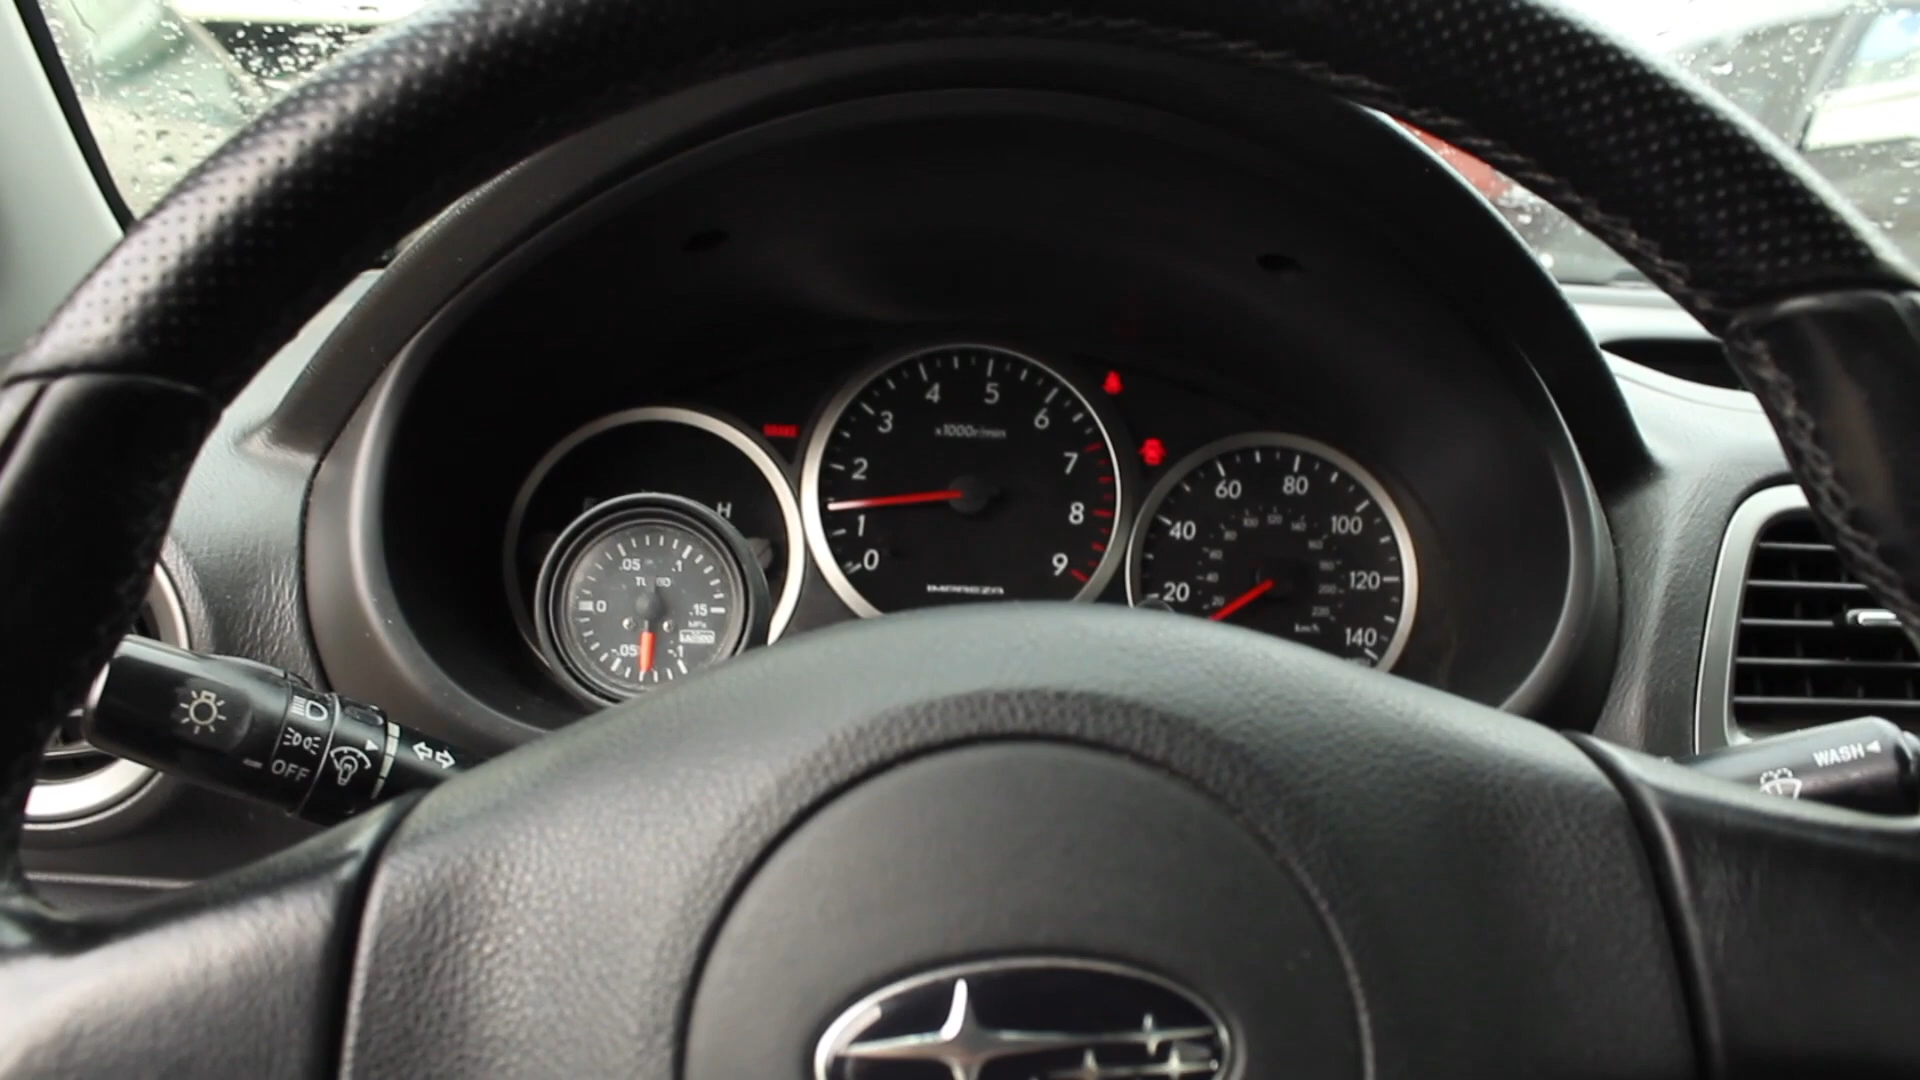 BRAKE
4 5
3 6
x1000r/min
2 7
1 8
0 9
IMPREZA
H
.05 .1
TURBO
0 .15
MPa
-.05 -.1
60 80
40 100
20 120
140
km/h
OFF
WASH